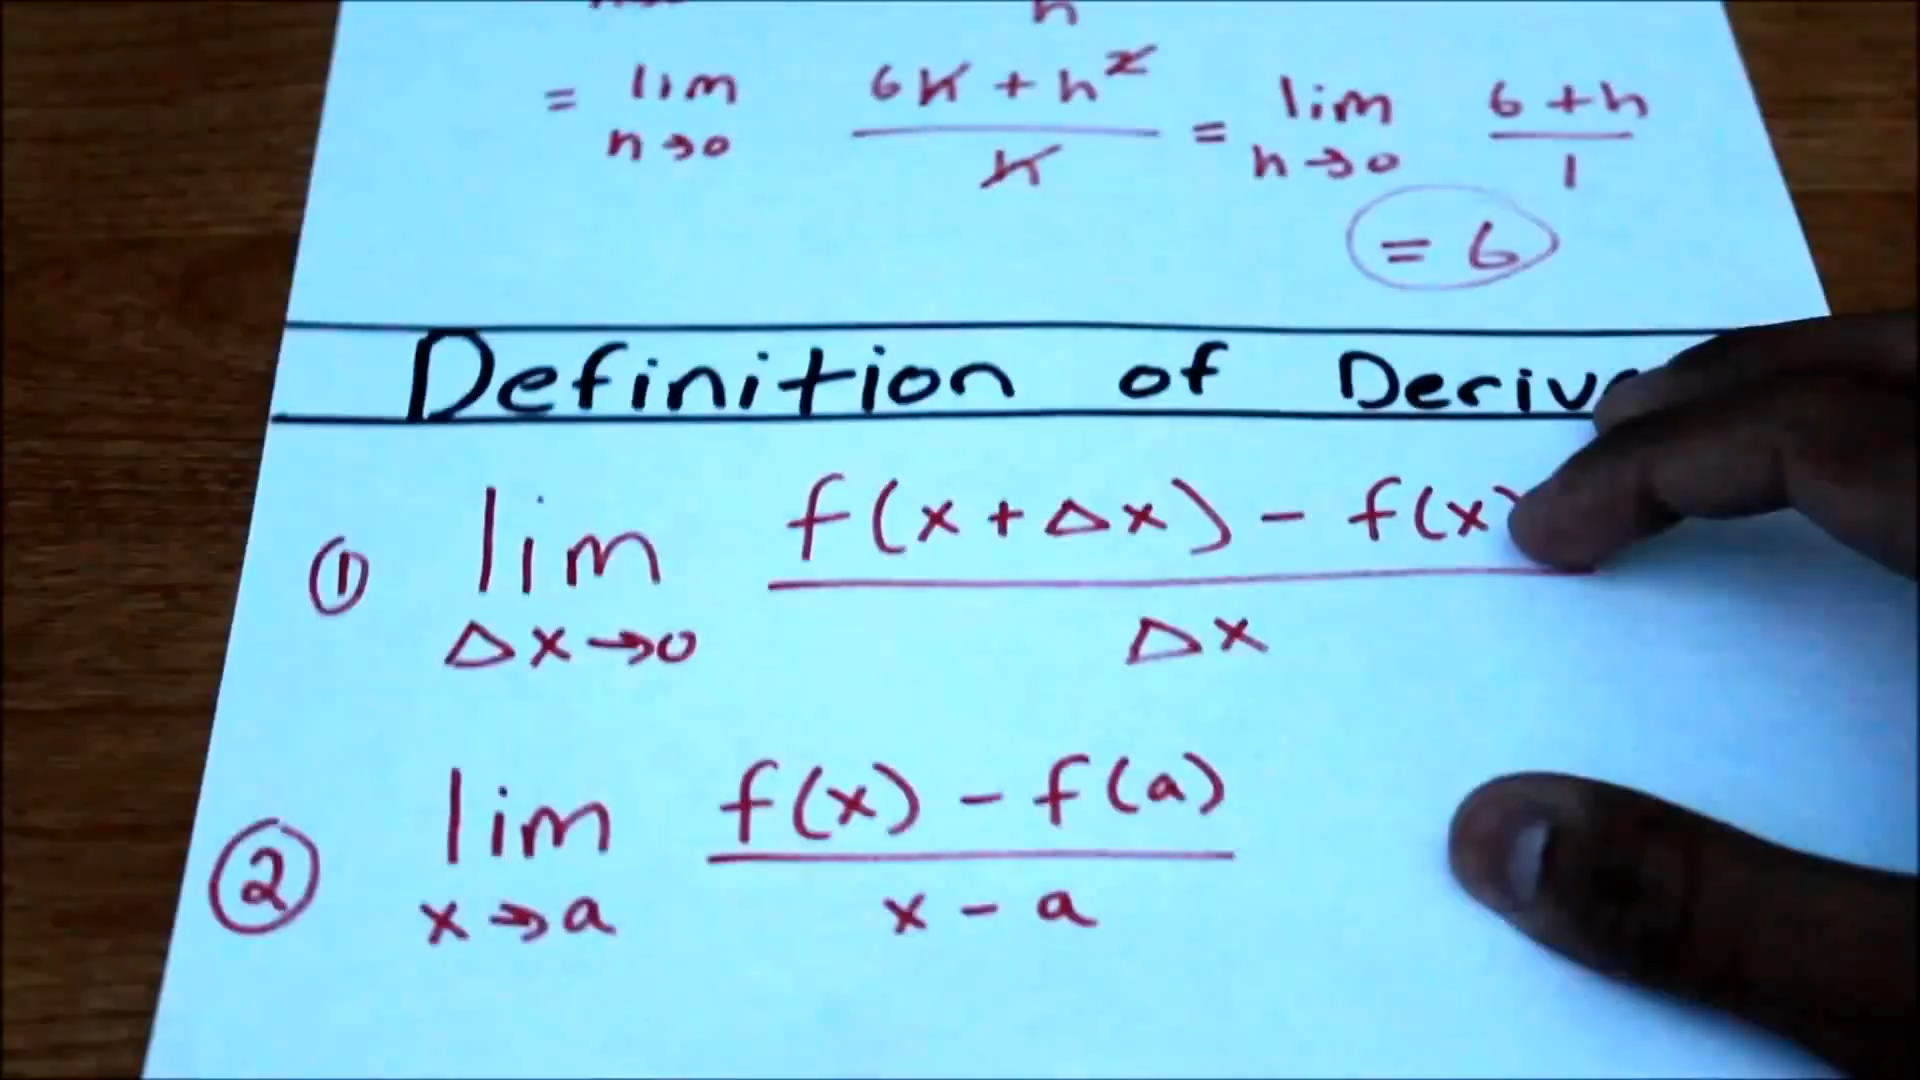 h
= lim 6h + h² = lim 6 + h
h→0 h h→0 1
= 6
Definition of Deriv
① lim f(x + Δx) - f(x)
Δx→0 Δx
② lim f(x) - f(a)
x→a x - a